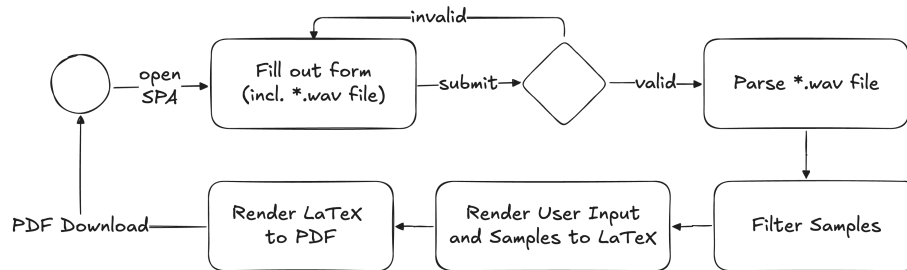 invalid
open
SPA
Fill out form
(incl. *.wav file)
submit
valid
Parse *.wav file
PDF Download
Render LaTeX
to PDF
Render User Input
and Samples to LaTeX
Filter Samples